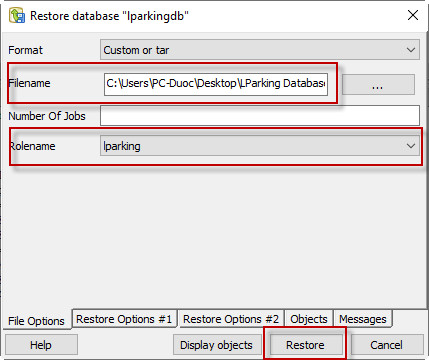 Restore database "lparkingdb"
Format Custom or tar
Filename C:\Users\PC-Duoc\Desktop\LParking Database ...
Number Of Jobs
Rolename lparking
File Options Restore Options #1 Restore Options #2 Objects Messages
Help Display objects Restore Cancel